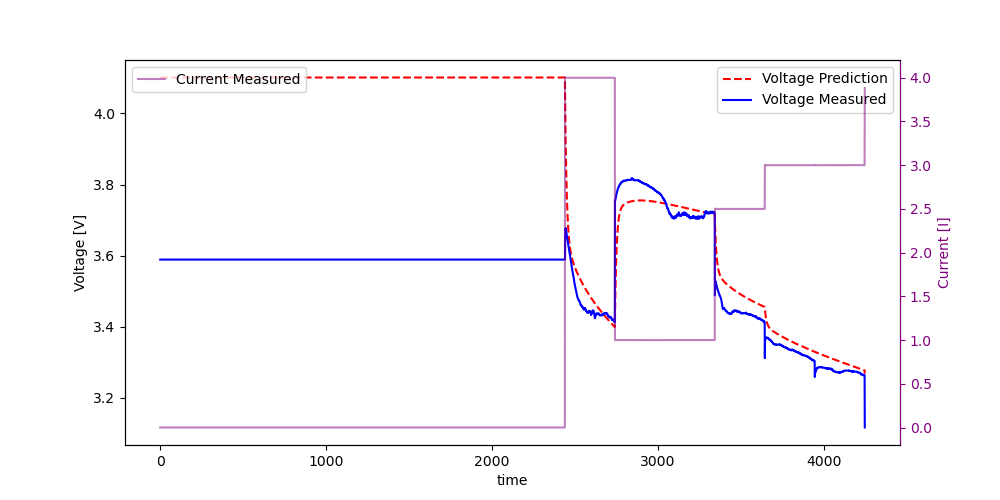 Current Measured
Voltage Prediction
Voltage Measured
4.0
3.8
3.6
3.4
3.2
Voltage [V]
4.0
3.5
3.0
2.5
2.0
1.5
1.0
0.5
0.0
Current [I]
0 1000 2000 3000 4000
time